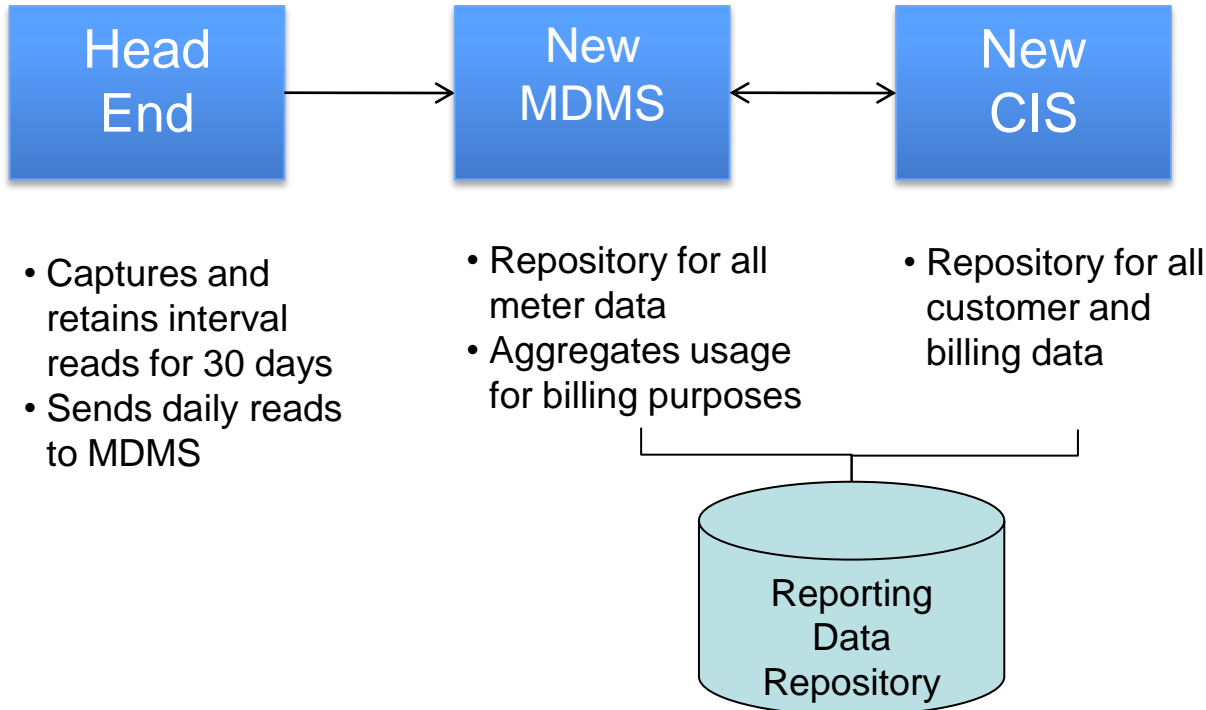 Head
End
New
MDMS
New
CIS
• Captures and
retains interval
reads for 30 days
• Sends daily reads
to MDMS
• Repository for all
meter data
• Aggregates usage
for billing purposes
• Repository for all
customer and
billing data
Reporting
Data
Repository